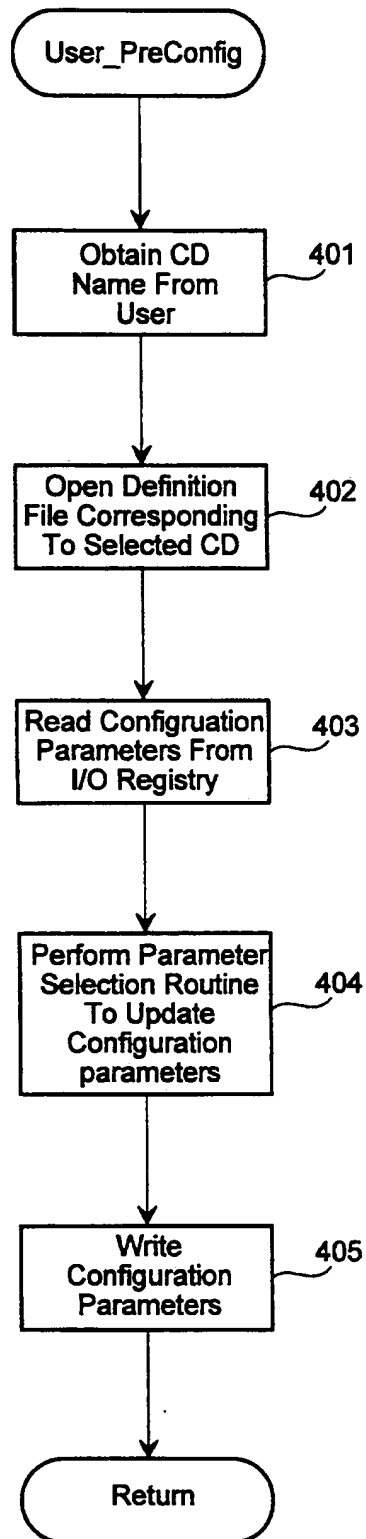 User_PreConfig
Obtain CD
Name From
User
401
Open Definition
File Corresponding
To Selected CD
402
Read Configruation
Parameters From
I/O Registry
403
Perform Parameter
Selection Routine
To Update
Configuration
parameters
404
Write
Configuration
Parameters
405
Return